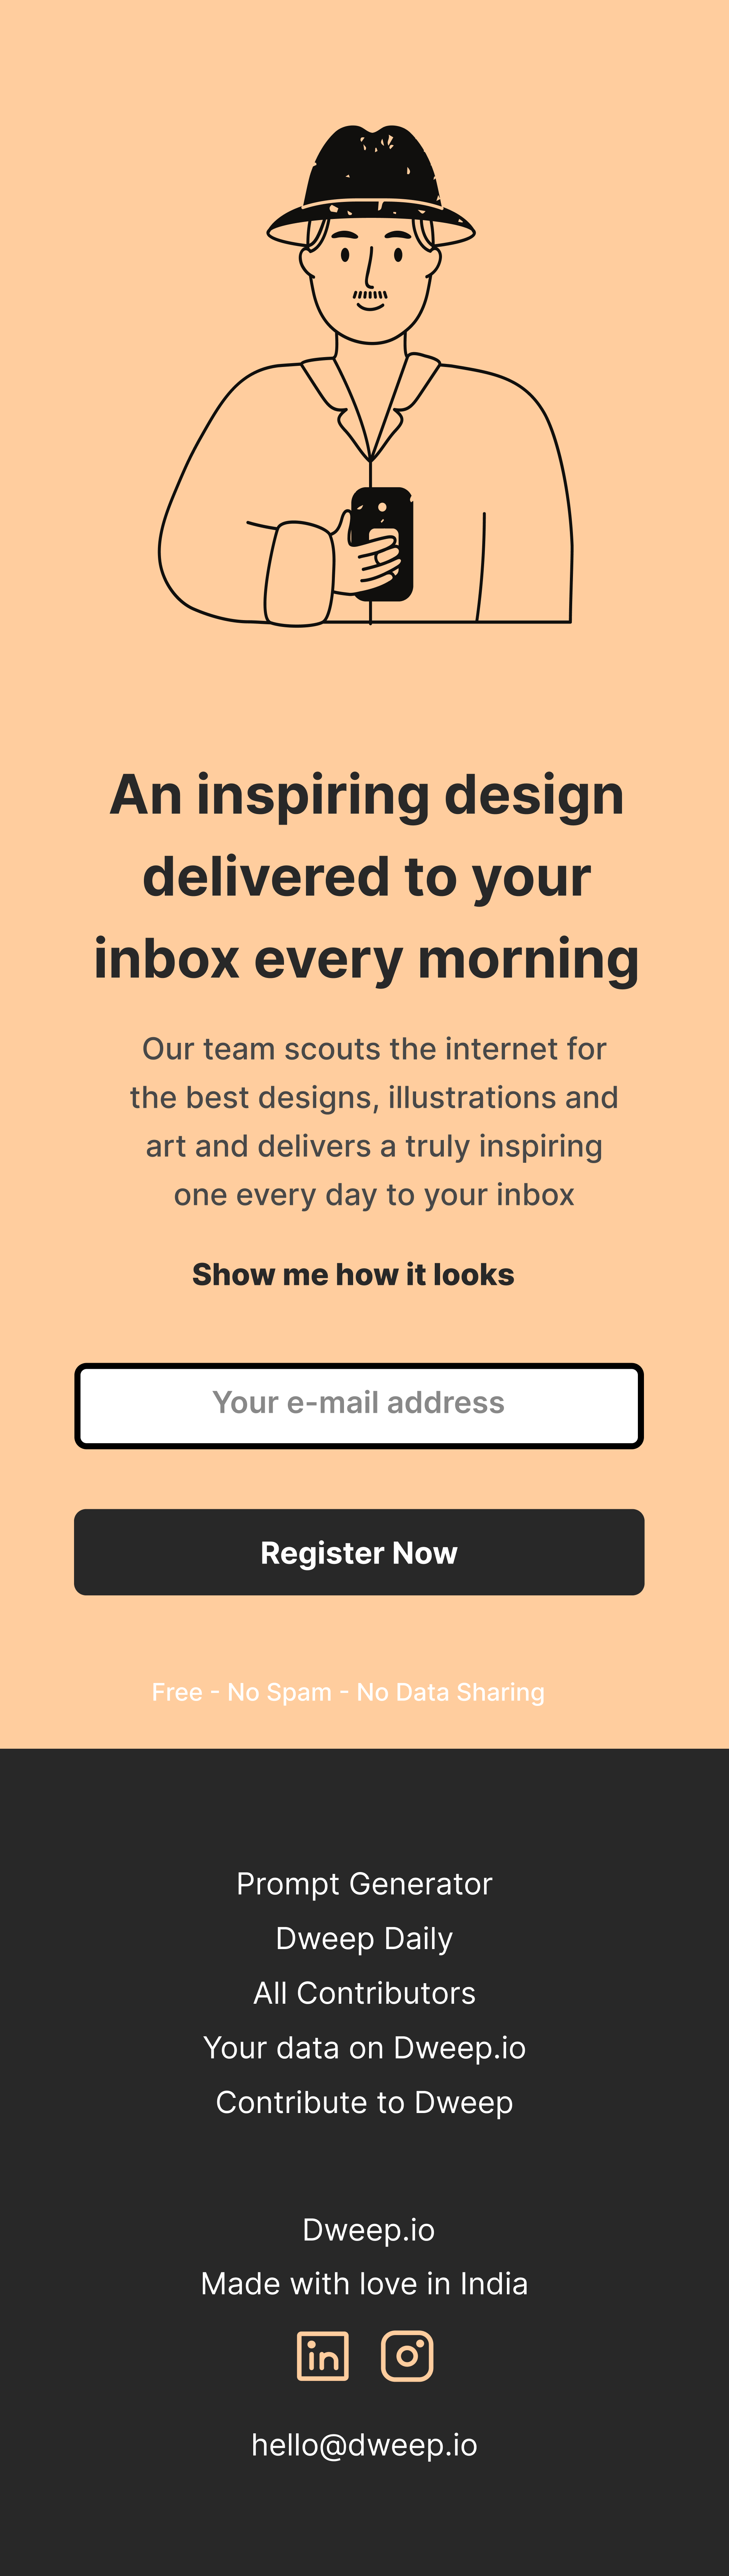 An inspiring design
delivered to your
inbox every morning
Our team scouts the internet for
the best designs, illustrations and
art and delivers a truly inspiring
one every day to your inbox
Show me how it looks
Your e-mail address
Register Now
Free - No Spam - No Data Sharing
Prompt Generator
Dweep Daily
All Contributors
Your data on Dweep.io
Contribute to Dweep
Dweep.io
Made with love in India
in
hello@dweep.io